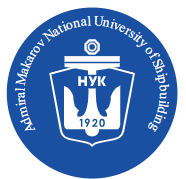 Admiral Makarov National University of Shipbuilding
НУК
1920